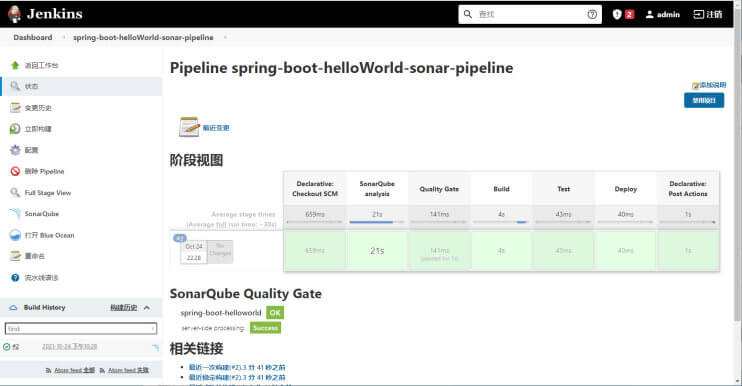 Jenkins
查找
2
admin
注销
Dashboard
spring-boot-helloWorld-sonar-pipeline
返回工作台
状态
变更历史
立即构建
配置
删除 Pipeline
Full Stage View
SonarQube
打开 Blue Ocean
重命名
流水线语法
Build History
构建历史
find
#2
2021-10-24 下午10:28
Atom feed 全部
Atom feed 失败
Pipeline spring-boot-helloWorld-sonar-pipeline
添加说明
禁用项目
最近变更
阶段视图
Declarative: Checkout SCM
SonarQube analysis
Quality Gate
Build
Test
Deploy
Declarative: Post Actions
Average stage times:
659ms
21s
141ms
4s
43ms
40ms
1s
(Average full run time: ~33s)
#2
Oct 24
22:28
No Changes
659ms
21s
141ms
4s
43ms
40ms
1s
SonarQube Quality Gate
spring-boot-helloworld
OK
server-side processing:
Success
相关链接
最近一次构建(#2),3 分 41 秒之前
最近稳定构建(#2),3 分 41 秒之前